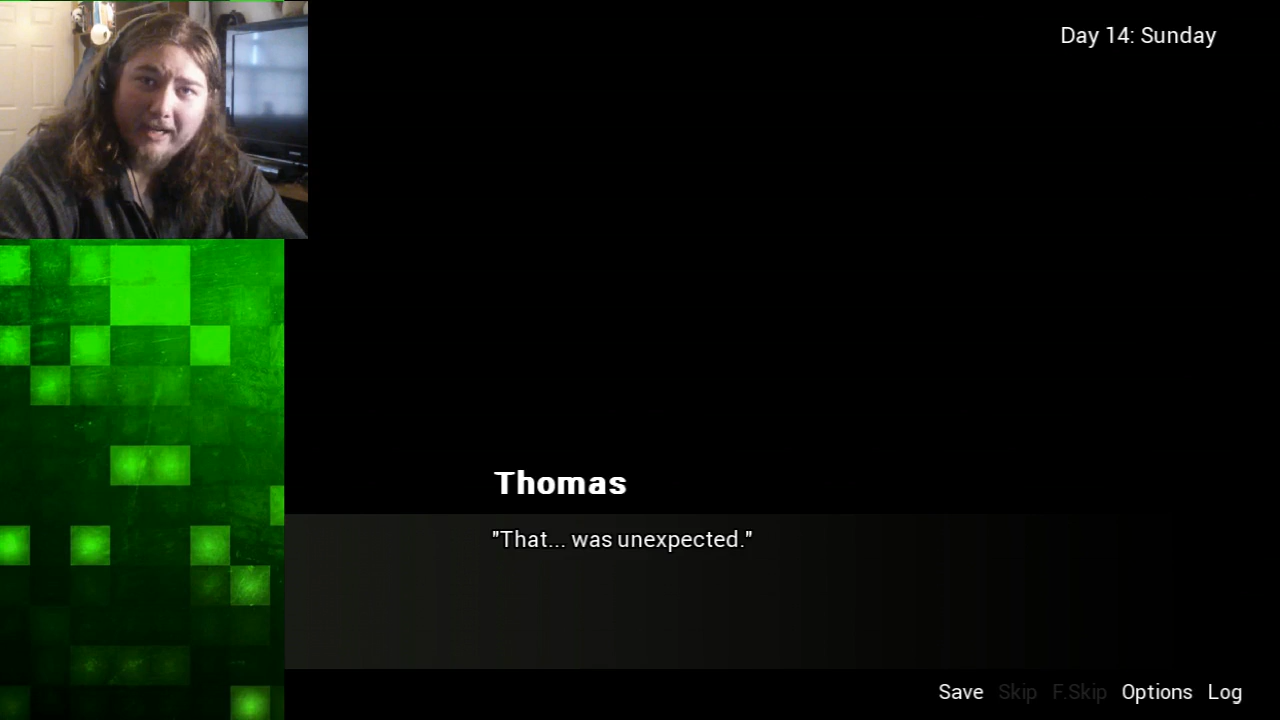 Day 14: Sunday
Thomas
"That... was unexpected."
Save Skip F.Skip Options Log